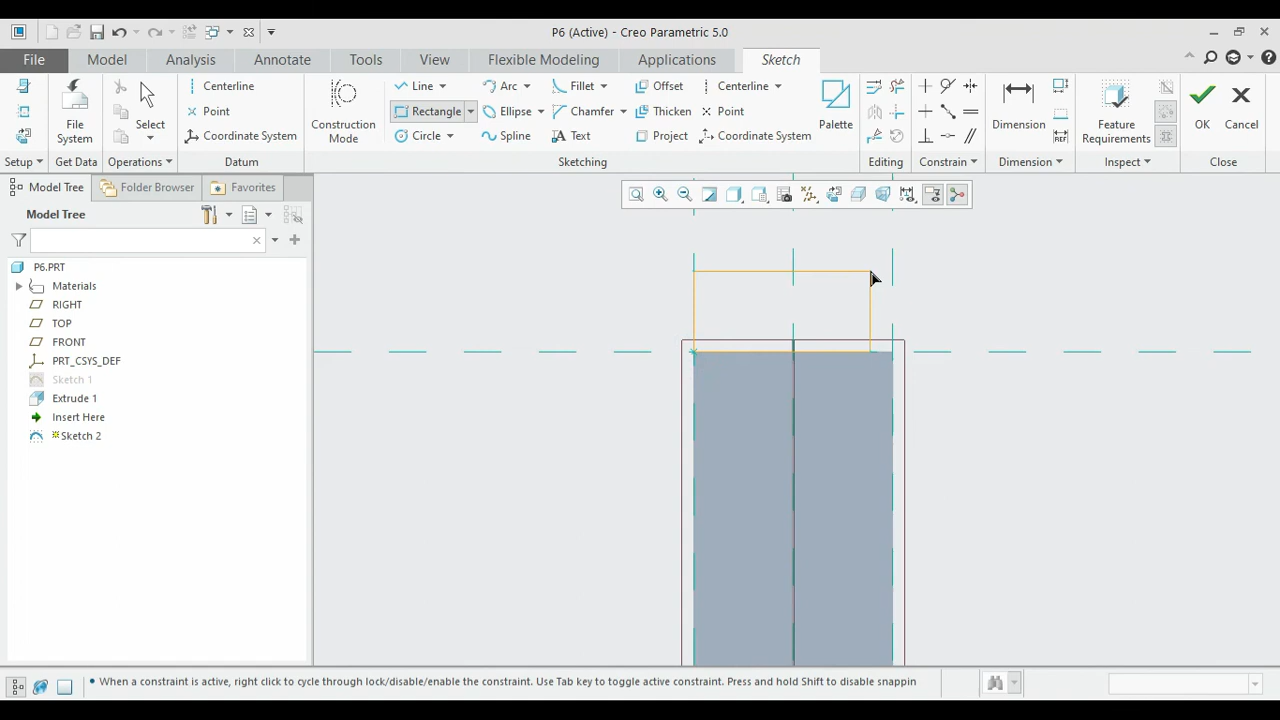 P6 (Active) - Creo Parametric 5.0
File Model Analysis Annotate Tools View Flexible Modeling Applications Sketch
Centerline Line Arc Fillet Offset Centerline
Point Rectangle Ellipse Chamfer Thicken Point
File System Select Coordinate System Construction Mode Circle Spline Text Project Coordinate System Palette Dimension Feature Requirements OK Cancel
Setup Get Data Operations Datum Sketching Editing Constrain Dimension Inspect Close
REF
Model Tree Folder Browser Favorites
Model Tree
P6.PRT
Materials
RIGHT
TOP
FRONT
PRT_CSYS_DEF
Sketch 1
Extrude 1
Insert Here
Sketch 2
When a constraint is active, right click to cycle through lock/disable/enable the constraint. Use Tab key to toggle active constraint. Press and hold Shift to disable snappin